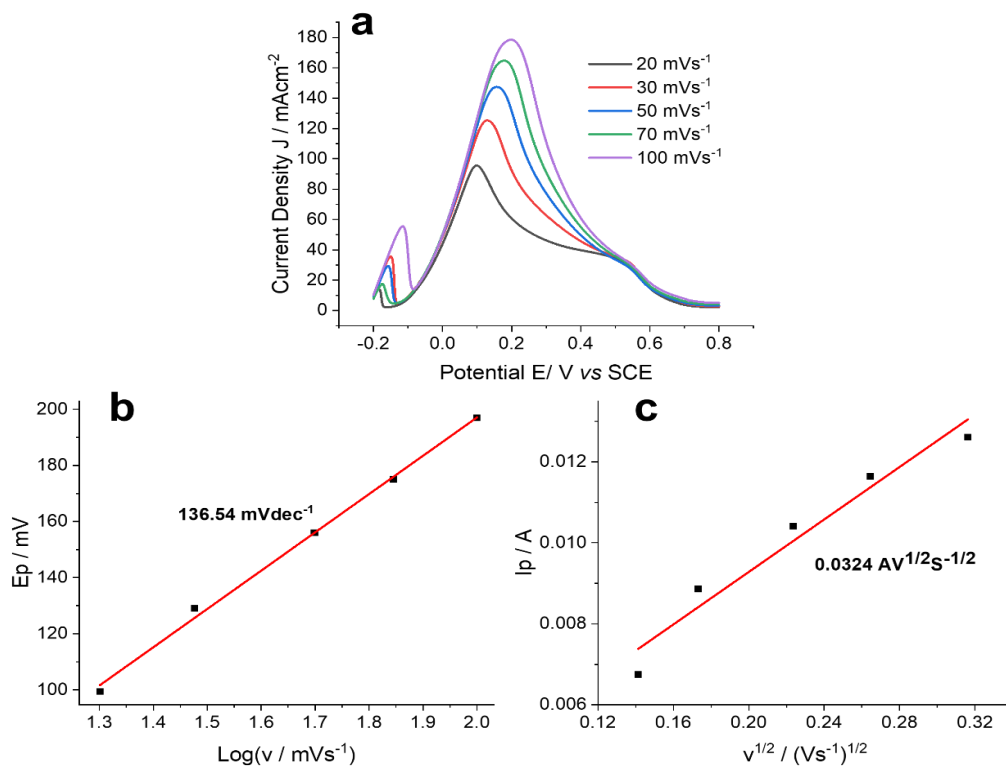 a
180
160
140
120
100
80
60
40
20
0
Current Density J / mAcm-2
20 mVs-1
30 mVs-1
50 mVs-1
70 mVs-1
100 mVs-1
-0.2 0.0 0.2 0.4 0.6 0.8
Potential E/ V vs SCE
b
200
180
160
140
120
100
Ep / mV
136.54 mVdec-1
1.3 1.4 1.5 1.6 1.7 1.8 1.9 2.0
Log(v / mVs-1)
c
0.012
0.010
0.008
0.006
Ip / A
0.0324 AV1/2S-1/2
0.12 0.16 0.20 0.24 0.28 0.32
v1/2 / (Vs-1)1/2